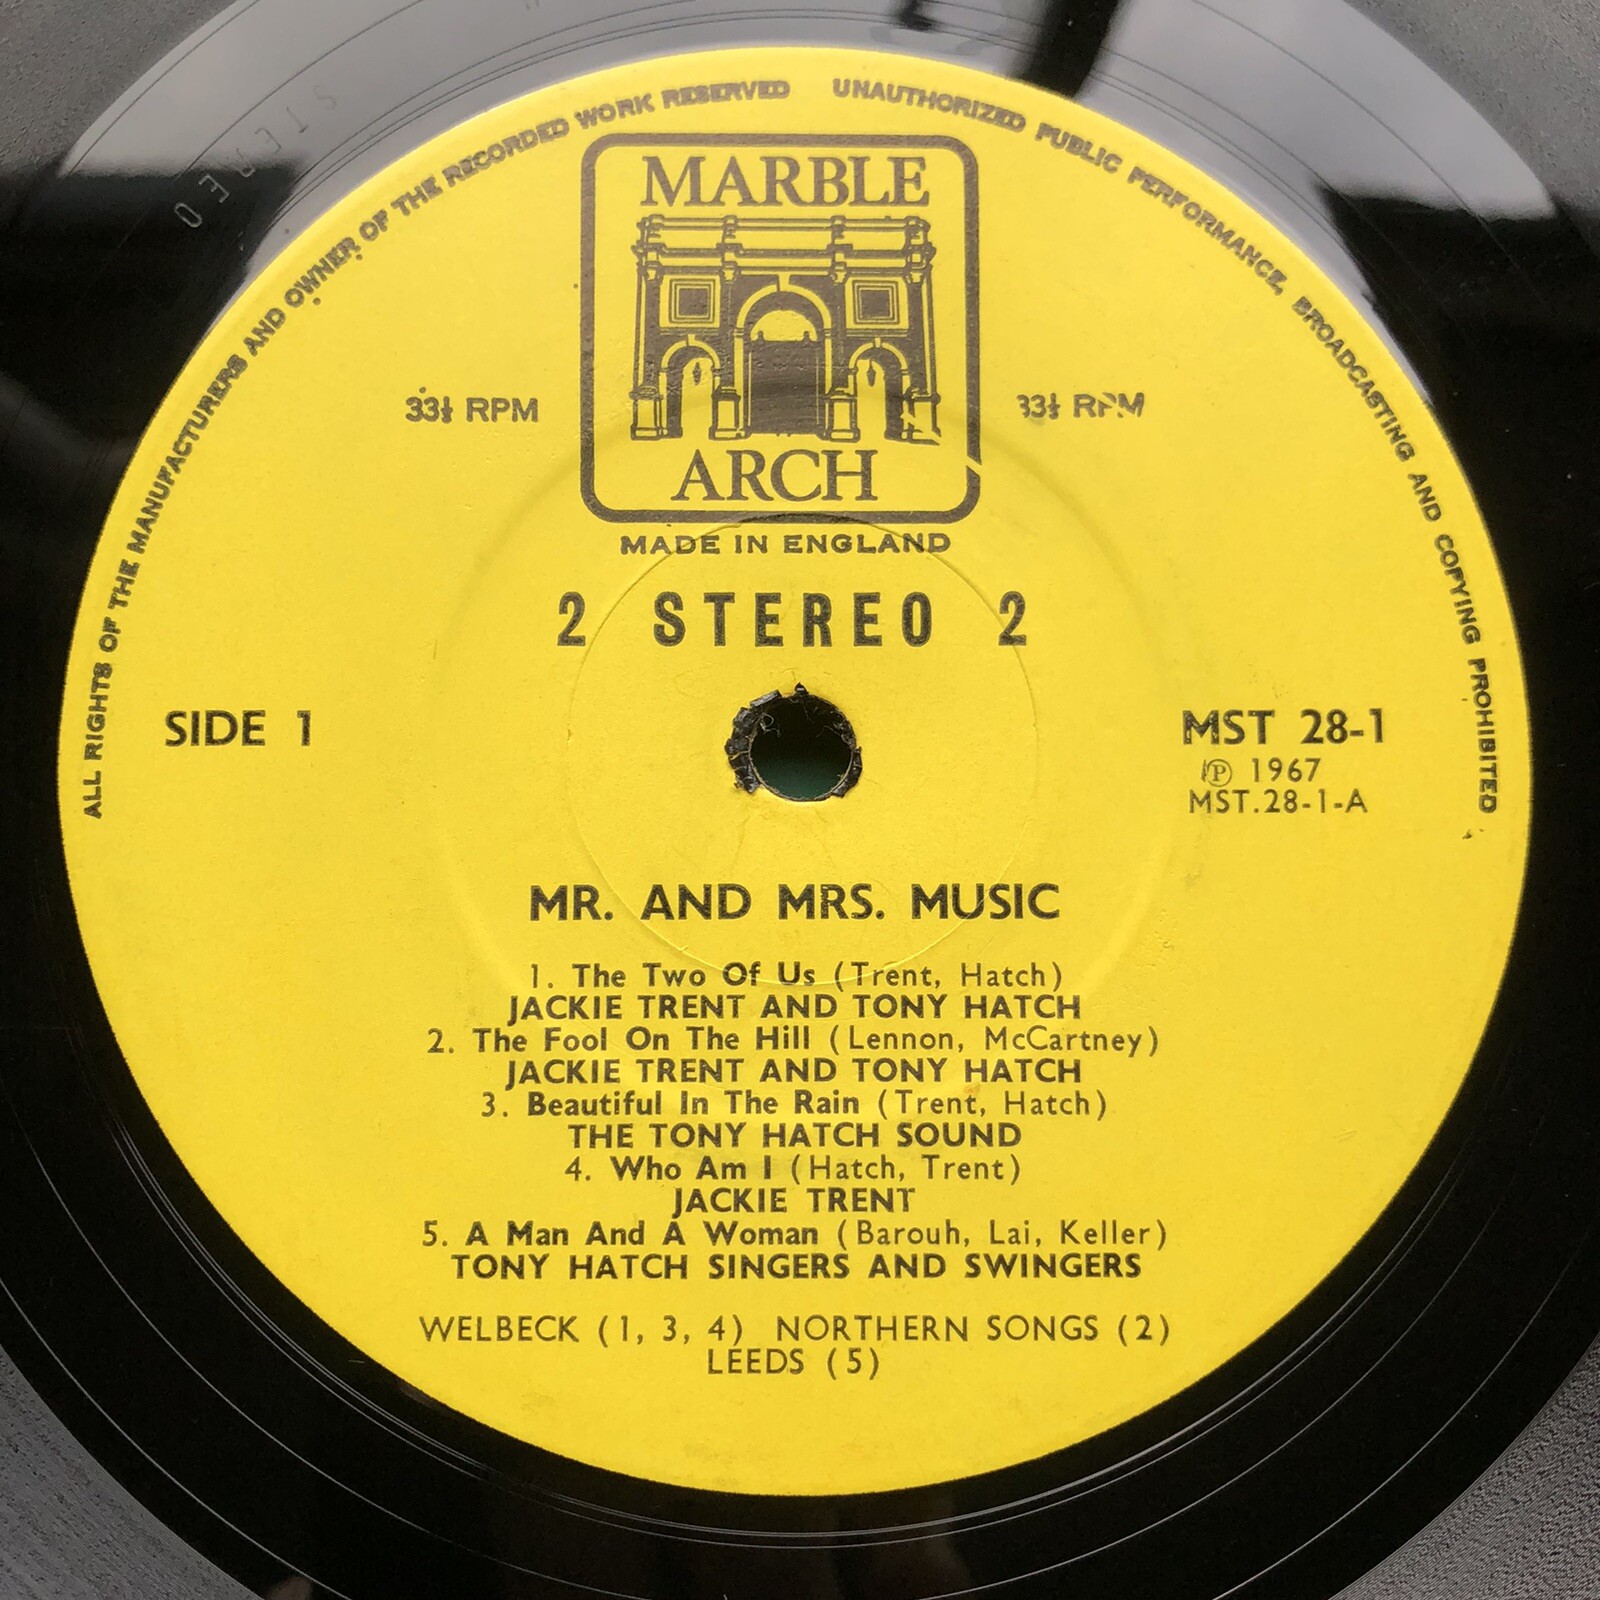 STEREO
ALL RIGHTS OF THE MANUFACTURERS AND OWNER OF THE RECORDED WORK RESERVED UNAUTHORIZED PUBLIC PERFORMANCE, BROADCASTING AND COPYING PROHIBITED
MARBLE
ARCH
33⅓ RPM 33⅓ RPM
MADE IN ENGLAND
2 STEREO 2
SIDE 1
MST 28-1
℗ 1967
MST.28-1-A
MR. AND MRS. MUSIC
1. The Two Of Us (Trent, Hatch)
JACKIE TRENT AND TONY HATCH
2. The Fool On The Hill (Lennon, McCartney)
JACKIE TRENT AND TONY HATCH
3. Beautiful In The Rain (Trent, Hatch)
THE TONY HATCH SOUND
4. Who Am I (Hatch, Trent)
JACKIE TRENT
5. A Man And A Woman (Barouh, Lai, Keller)
TONY HATCH SINGERS AND SWINGERS
WELBECK (1, 3, 4) NORTHERN SONGS (2)
LEEDS (5)